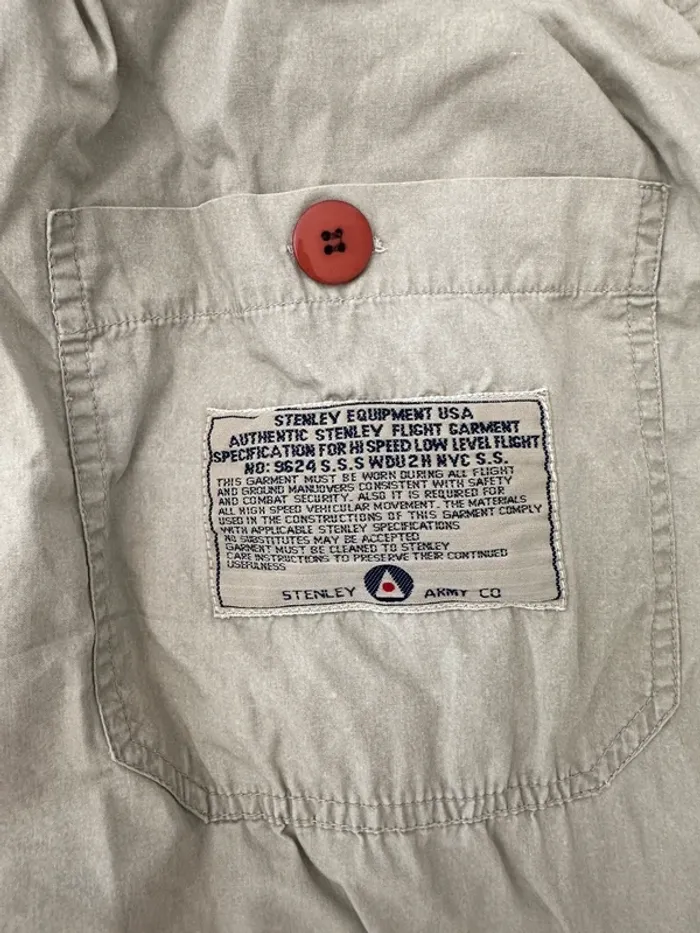 STENLEY EQUIPMENT USA
AUTHENTIC STENLEY FLIGHT GARMENT
SPECIFICATION FOR HI SPEED LOW LEVEL FLIGHT
NO: 9624 S.S.S WDU2H NYC S.S.
THIS GARMENT MUST BE WORN DURING ALL FLIGHT
AND GROUND MANUOVERS CONSISTENT WITH SAFETY
AND COMBAT SECURITY. ALSO IT IS REQUIRED FOR
ALL HIGH SPEED VEHICULAR MOVEMENT. THE MATERIALS
USED IN THE CONSTRUCTIONS OF THIS GARMENT COMPLY
WITH APPLICABLE STENLEY SPECIFICATIONS
NO SUBSTITUTES MAY BE ACCEPTED
GARMENT MUST BE CLEANED TO STENLEY
CARE INSTRUCTIONS TO PRESERVE THEIR CONTINUED
USEFULNESS
STENLEY ARMY CO